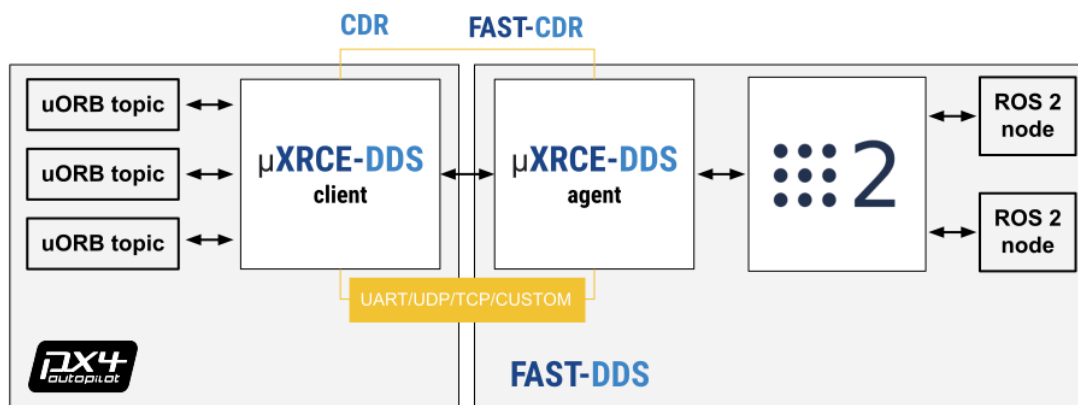 CDR FAST-CDR
uORB topic
uORB topic
uORB topic
μXRCE-DDS
client
μXRCE-DDS
agent
2
ROS 2
node
ROS 2
node
UART/UDP/TCP/CUSTOM
px4
autopilot
FAST-DDS